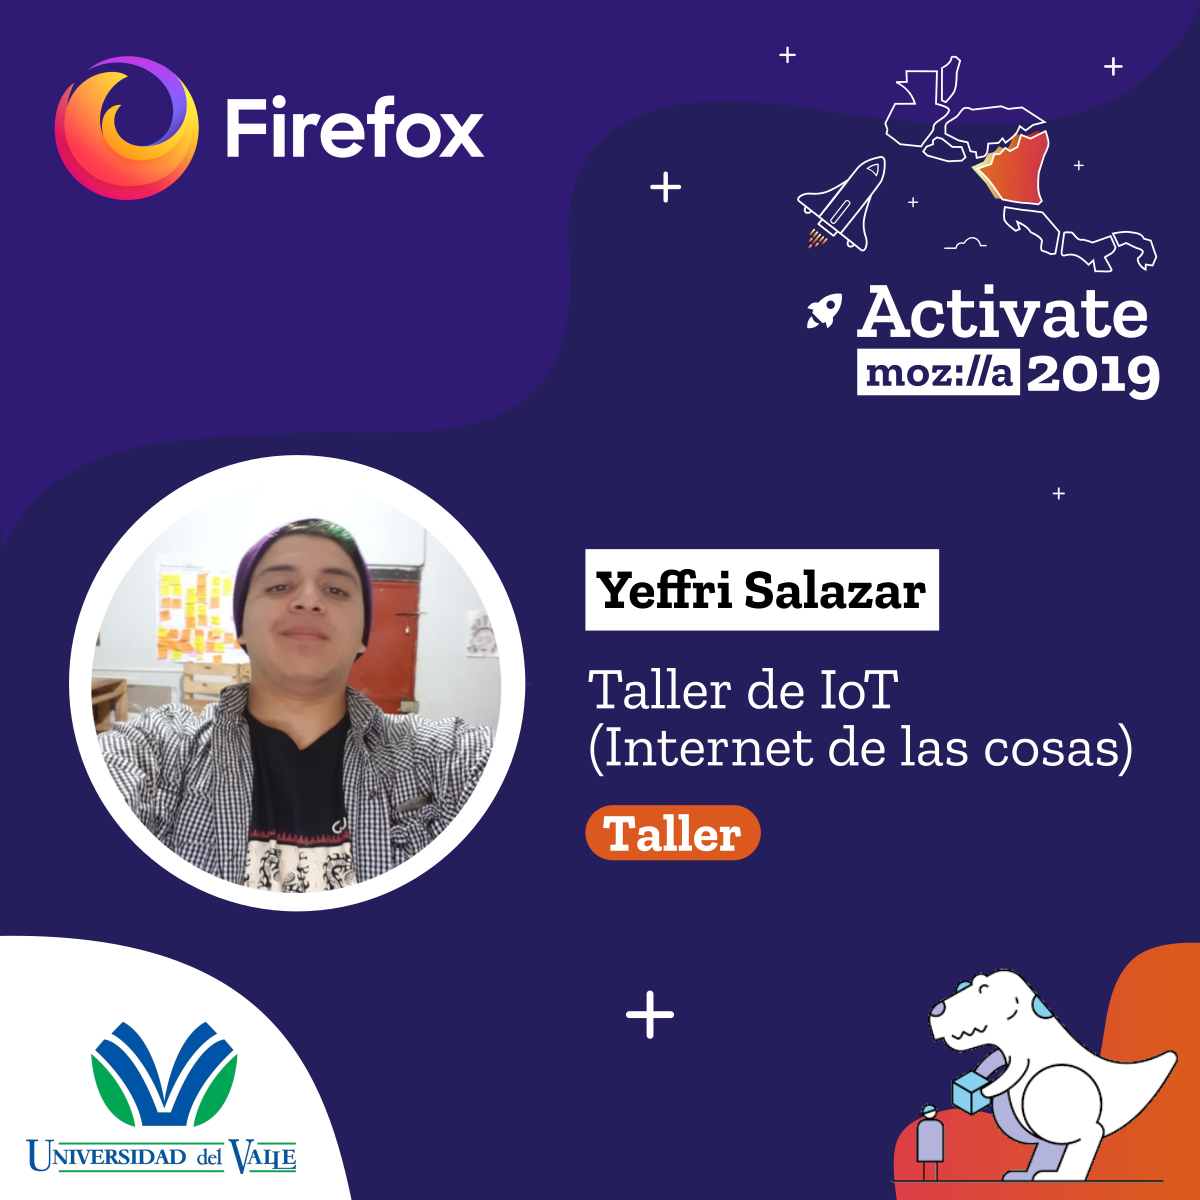 Firefox
Activate
moz://a 2019
Yeffri Salazar
Taller de IoT
(Internet de las cosas)
Taller
UNIVERSIDAD del VALLE